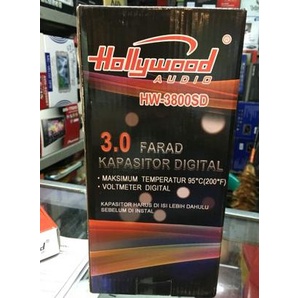 Hollywood
AUDIO
HW-3800SD
3.0 FARAD
KAPASITOR DIGITAL
• MAKSIMUM TEMPERATUR 95°C(200°F)
• VOLTMETER DIGITAL
KAPASITOR HARUS DI ISI LEBIH DAHULU
SEBELUM DI INSTAL